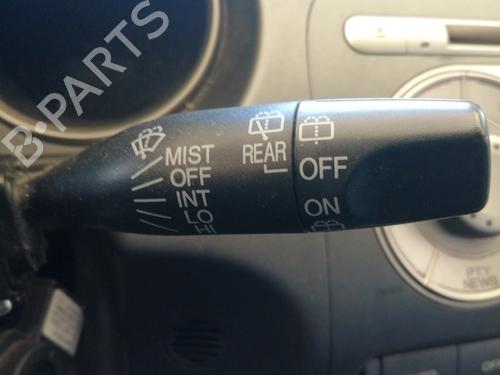 B-PARTS
MIST
OFF
INT
LO
HI
REAR
OFF
ON
PTY
NEWS